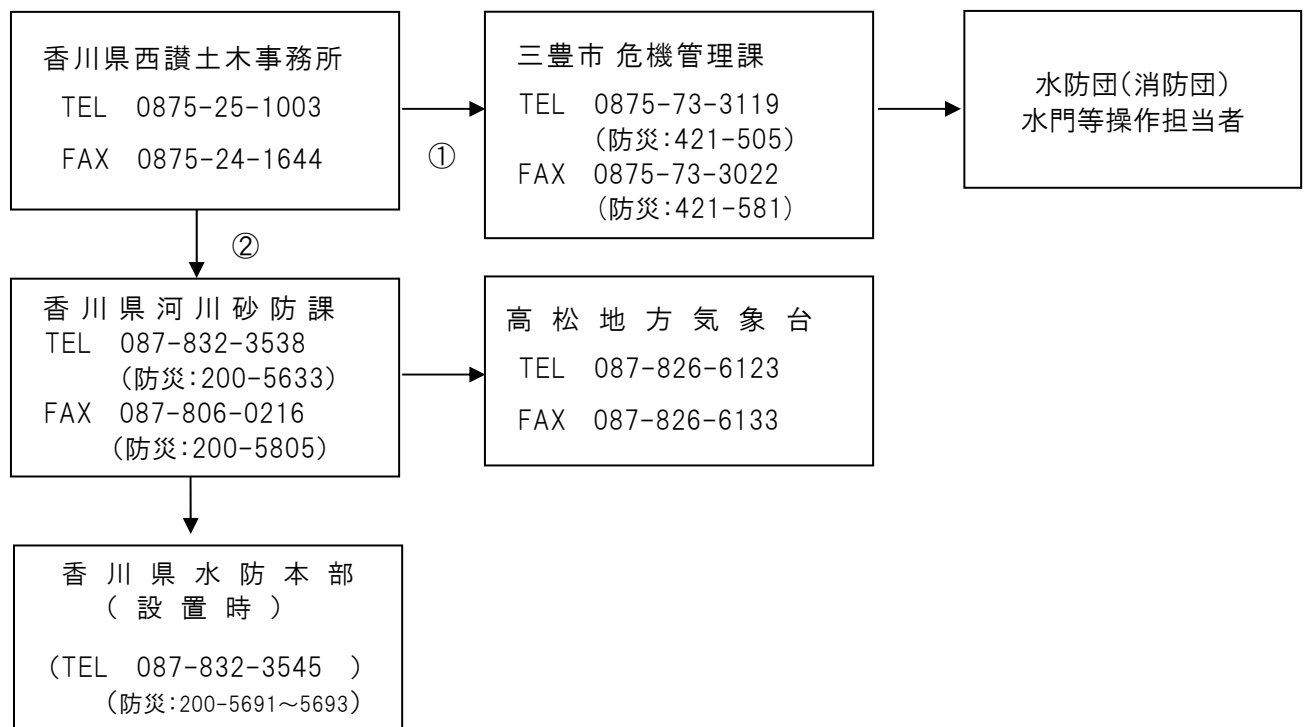 香川県西讃土木事務所
TEL 0875-25-1003
FAX 0875-24-1644
①
三豊市 危機管理課
TEL 0875-73-3119
(防災:421-505)
FAX 0875-73-3022
(防災:421-581)
水防団(消防団)
水門等操作担当者
②
香川県河川砂防課
TEL 087-832-3538
(防災:200-5633)
FAX 087-806-0216
(防災:200-5805)
高松地方気象台
TEL 087-826-6123
FAX 087-826-6133
香川県水防本部
(設置時)
(TEL 087-832-3545 )
(防災:200-5691~5693)